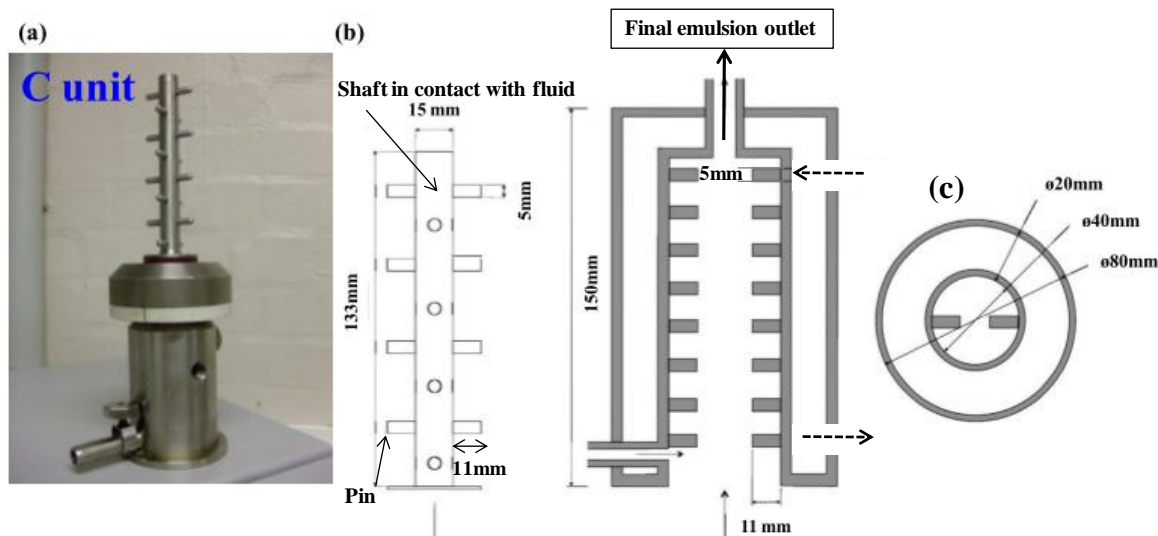 (a)
C unit
(b)
Final emulsion outlet
Shaft in contact with fluid
15 mm
5mm
133mm
11mm
Pin
150mm
5mm
11 mm
(c)
ø20mm
ø40mm
ø80mm